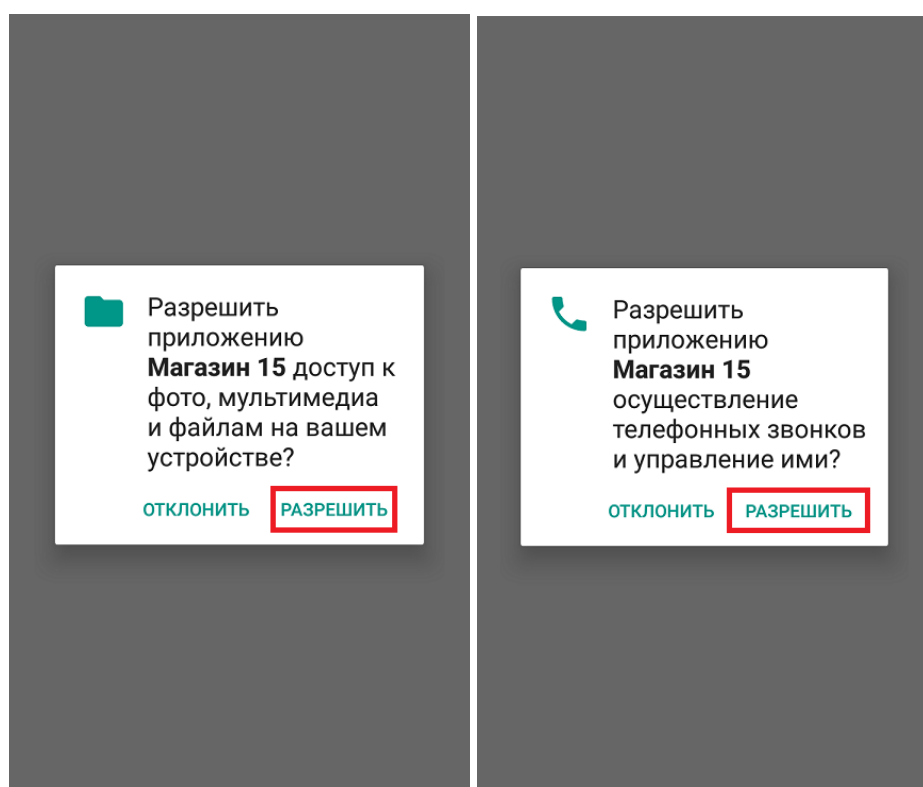 Разрешить
приложению
Магазин 15 доступ к
фото, мультимедиа
и файлам на вашем
устройстве?
ОТКЛОНИТЬ РАЗРЕШИТЬ
Разрешить
приложению
Магазин 15
осуществление
телефонных звонков
и управление ими?
ОТКЛОНИТЬ РАЗРЕШИТЬ